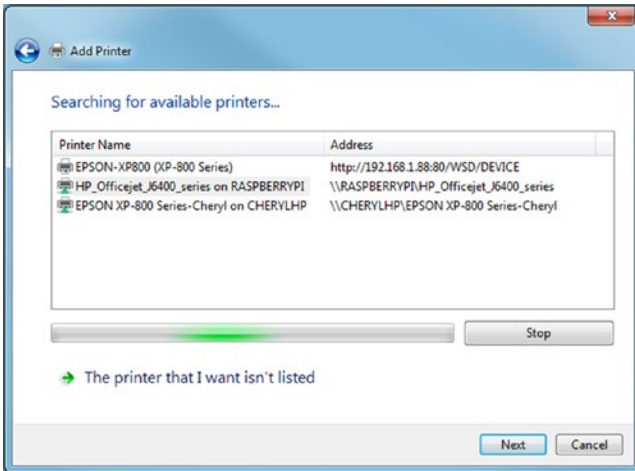 Add Printer
Searching for available printers...
Printer Name Address
EPSON-XP800 (XP-800 Series) http://192.168.1.88:80/WSD/DEVICE
HP_Officejet_J6400_series on RASPBERRYPI \\RASPBERRYPI\HP_Officejet_J6400_series
EPSON XP-800 Series-Cheryl on CHERYLHP \\CHERYLHP\EPSON XP-800 Series-Cheryl
Stop
The printer that I want isn't listed
Next Cancel